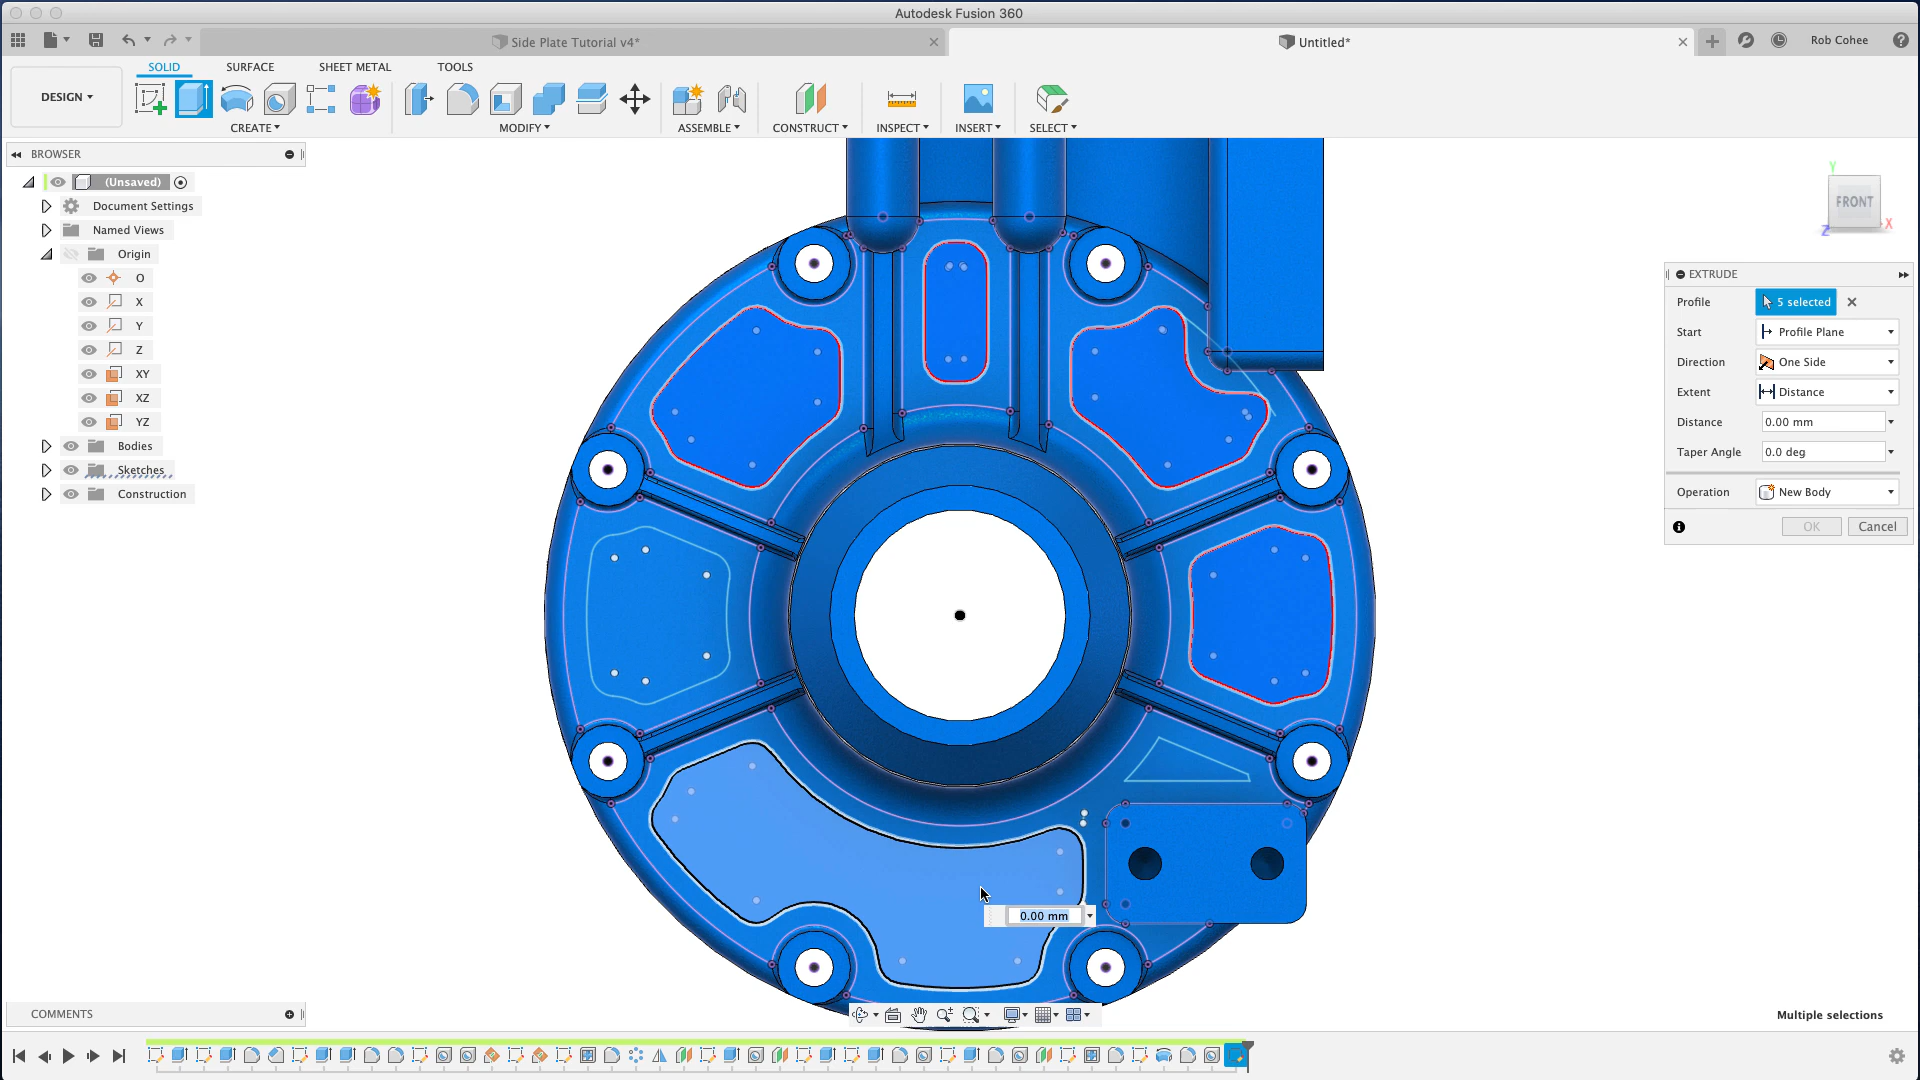 Autodesk Fusion 360
Side Plate Tutorial v4*
Untitled*
Rob Cohee
DESIGN
SOLID
SURFACE
SHEET METAL
TOOLS
CREATE
MODIFY
ASSEMBLE
CONSTRUCT
INSPECT
INSERT
SELECT
BROWSER
(Unsaved)
Document Settings
Named Views
Origin
O
X
Y
Z
XY
XZ
YZ
Bodies
Sketches
Construction
Y
FRONT
Z
X
EXTRUDE
Profile
5 selected
Start
Profile Plane
Direction
One Side
Extent
Distance
Distance
0.00 mm
Taper Angle
0.0 deg
Operation
New Body
OK
Cancel
0.00 mm
COMMENTS
Multiple selections